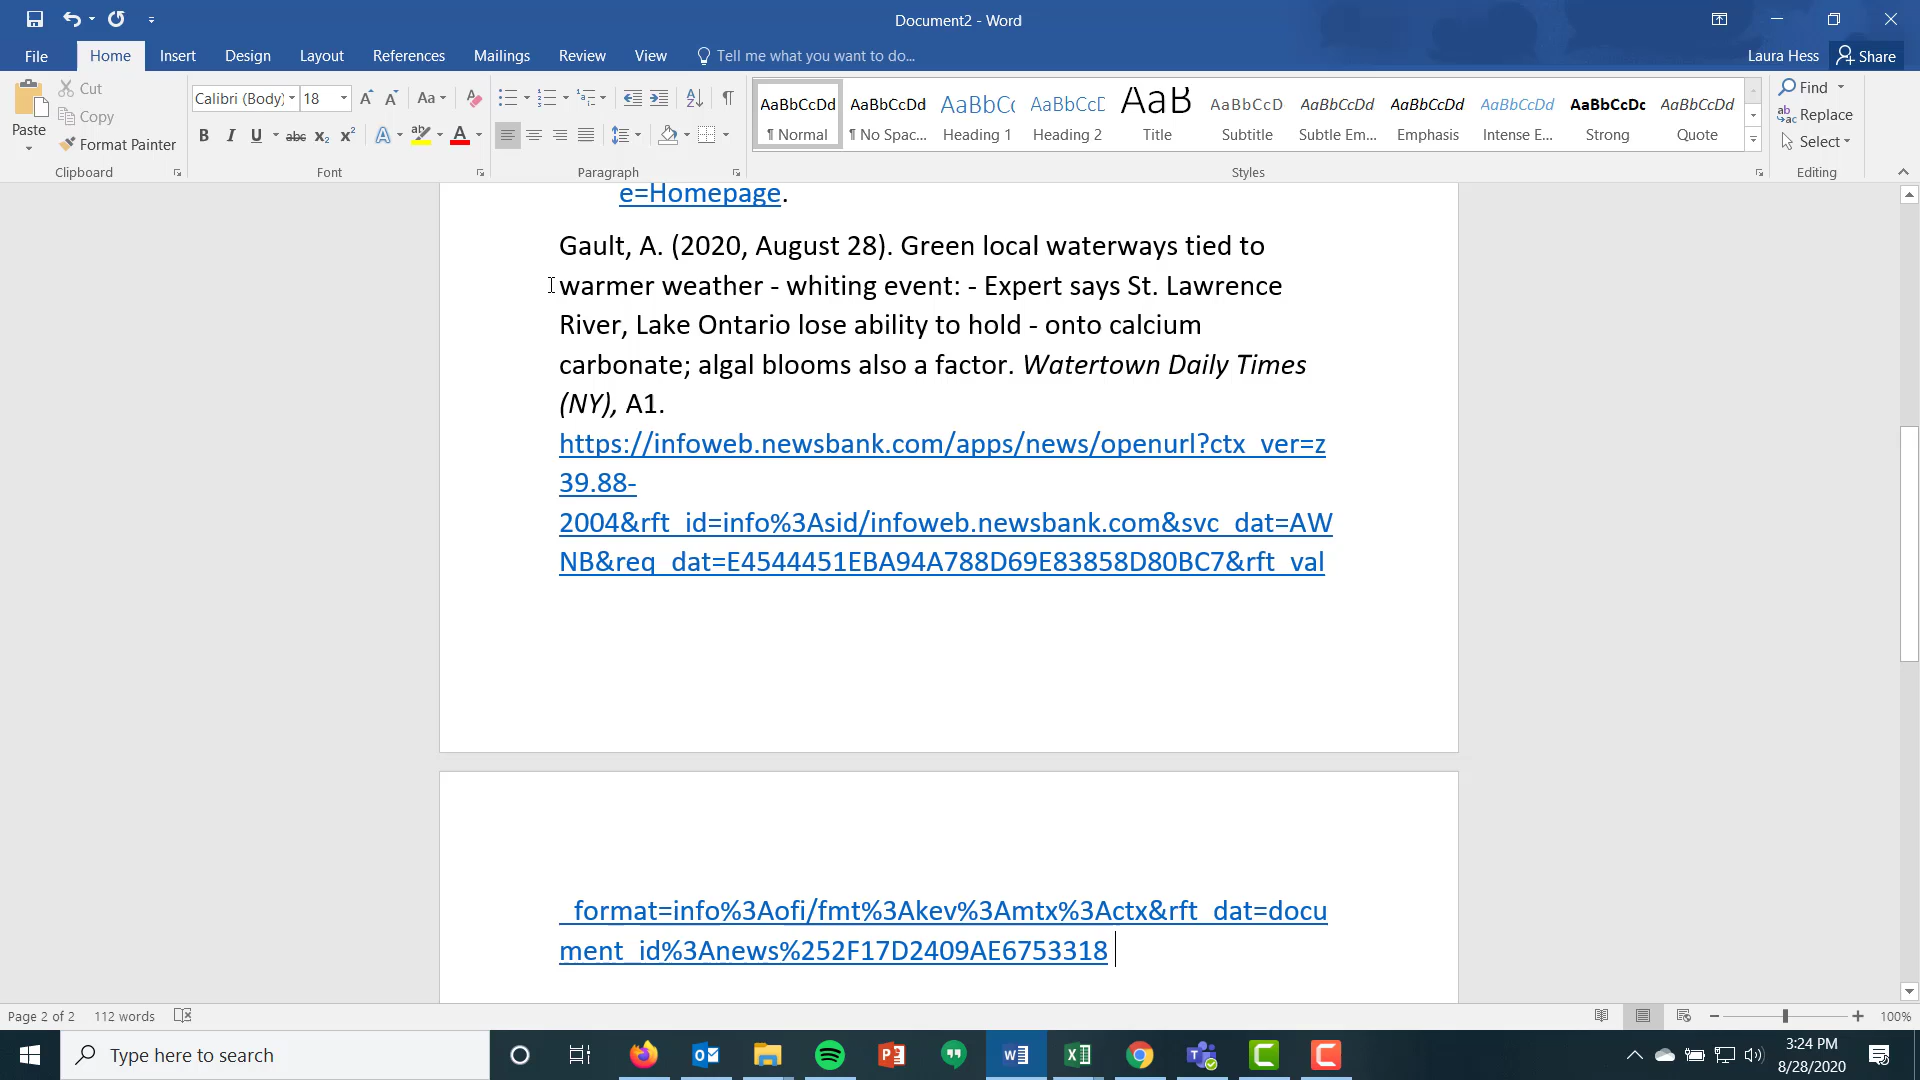 Document2 - Word
File Home Insert Design Layout References Mailings Review View Tell me what you want to do... Laura Hess Share
Paste Cut Copy Format Painter
Calibri (Body) 18 Aa
B I U abc x₂ x² A ab A
AaBbCcDd AaBbCcDd AaBbCc AaBbCcD AaB AaBbCcD AaBbCcDd AaBbCcDd AaBbCcDd AaBbCcDc AaBbCcDd
¶ Normal ¶ No Spac... Heading 1 Heading 2 Title Subtitle Subtle Em... Emphasis Intense E... Strong Quote
Find
Replace
Select
Clipboard Font Paragraph Styles Editing
e=Homepage.
Gault, A. (2020, August 28). Green local waterways tied to
warmer weather - whiting event: - Expert says St. Lawrence
River, Lake Ontario lose ability to hold - onto calcium
carbonate; algal blooms also a factor. Watertown Daily Times
(NY), A1.
https://infoweb.newsbank.com/apps/news/openurl?ctx_ver=z
39.88-
2004&rft_id=info%3Asid/infoweb.newsbank.com&svc_dat=AW
NB&req_dat=E4544451EBA94A788D69E83858D80BC7&rft_val
_format=info%3Aofi/fmt%3Akev%3Amtx%3Actx&rft_dat=docu
ment_id%3Anews%252F17D2409AE6753318
Page 2 of 2 112 words 100%
Type here to search
3:24 PM
8/28/2020